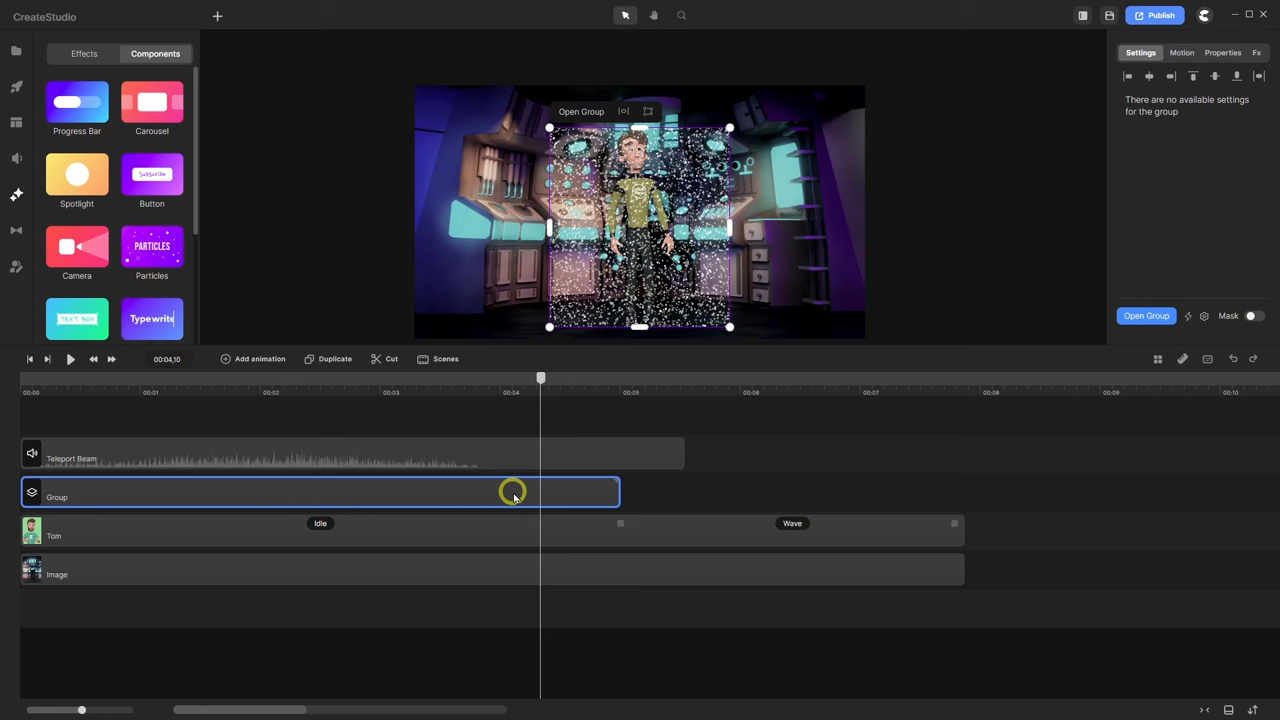 CreateStudio
Publish
Effects
Components
Settings
Motion
Properties
Fx
Progress Bar
Carousel
Open Group
There are no available settings
for the group
SUBSCRIBE
Spotlight
Button
PARTICLES
Camera
Particles
TEXT BOX
Typewrite
Open Group
Mask
00:04,10
Add animation
Duplicate
Cut
Scenes
00:00
00:01
00:02
00:03
00:04
00:05
00:06
00:07
00:08
00:09
00:10
Teleport Beam
Group
Idle
Wave
Tom
Image